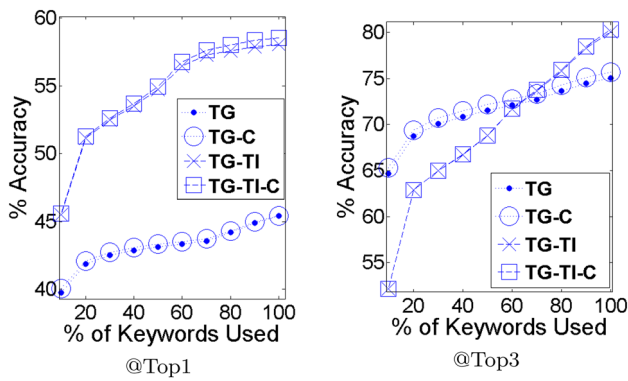 60
55
50
45
40
% Accuracy
TG
TG-C
TG-TI
TG-TI-C
20 40 60 80 100
% of Keywords Used
@Top1
80
75
70
65
60
55
% Accuracy
TG
TG-C
TG-TI
TG-TI-C
20 40 60 80 100
% of Keywords Used
@Top3